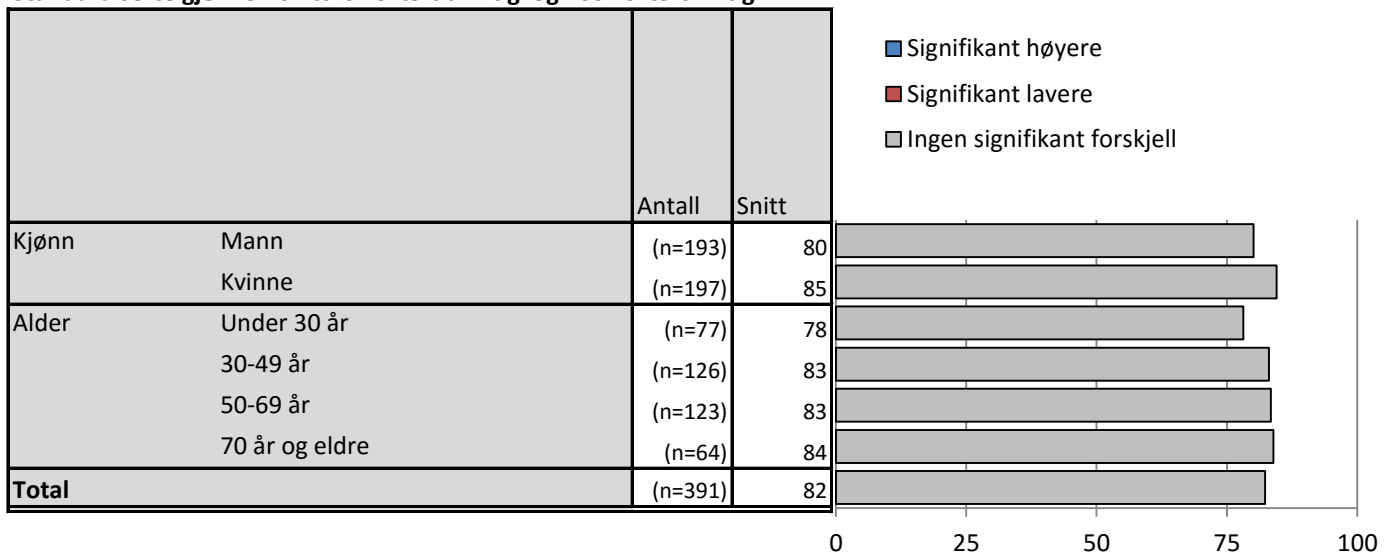 Signifikant høyere
Signifikant lavere
Ingen signifikant forskjell
Antall Snitt
Kjønn Mann (n=193) 80
Kvinne (n=197) 85
Alder Under 30 år (n=77) 78
30-49 år (n=126) 83
50-69 år (n=123) 83
70 år og eldre (n=64) 84
Total (n=391) 82
0 25 50 75 100